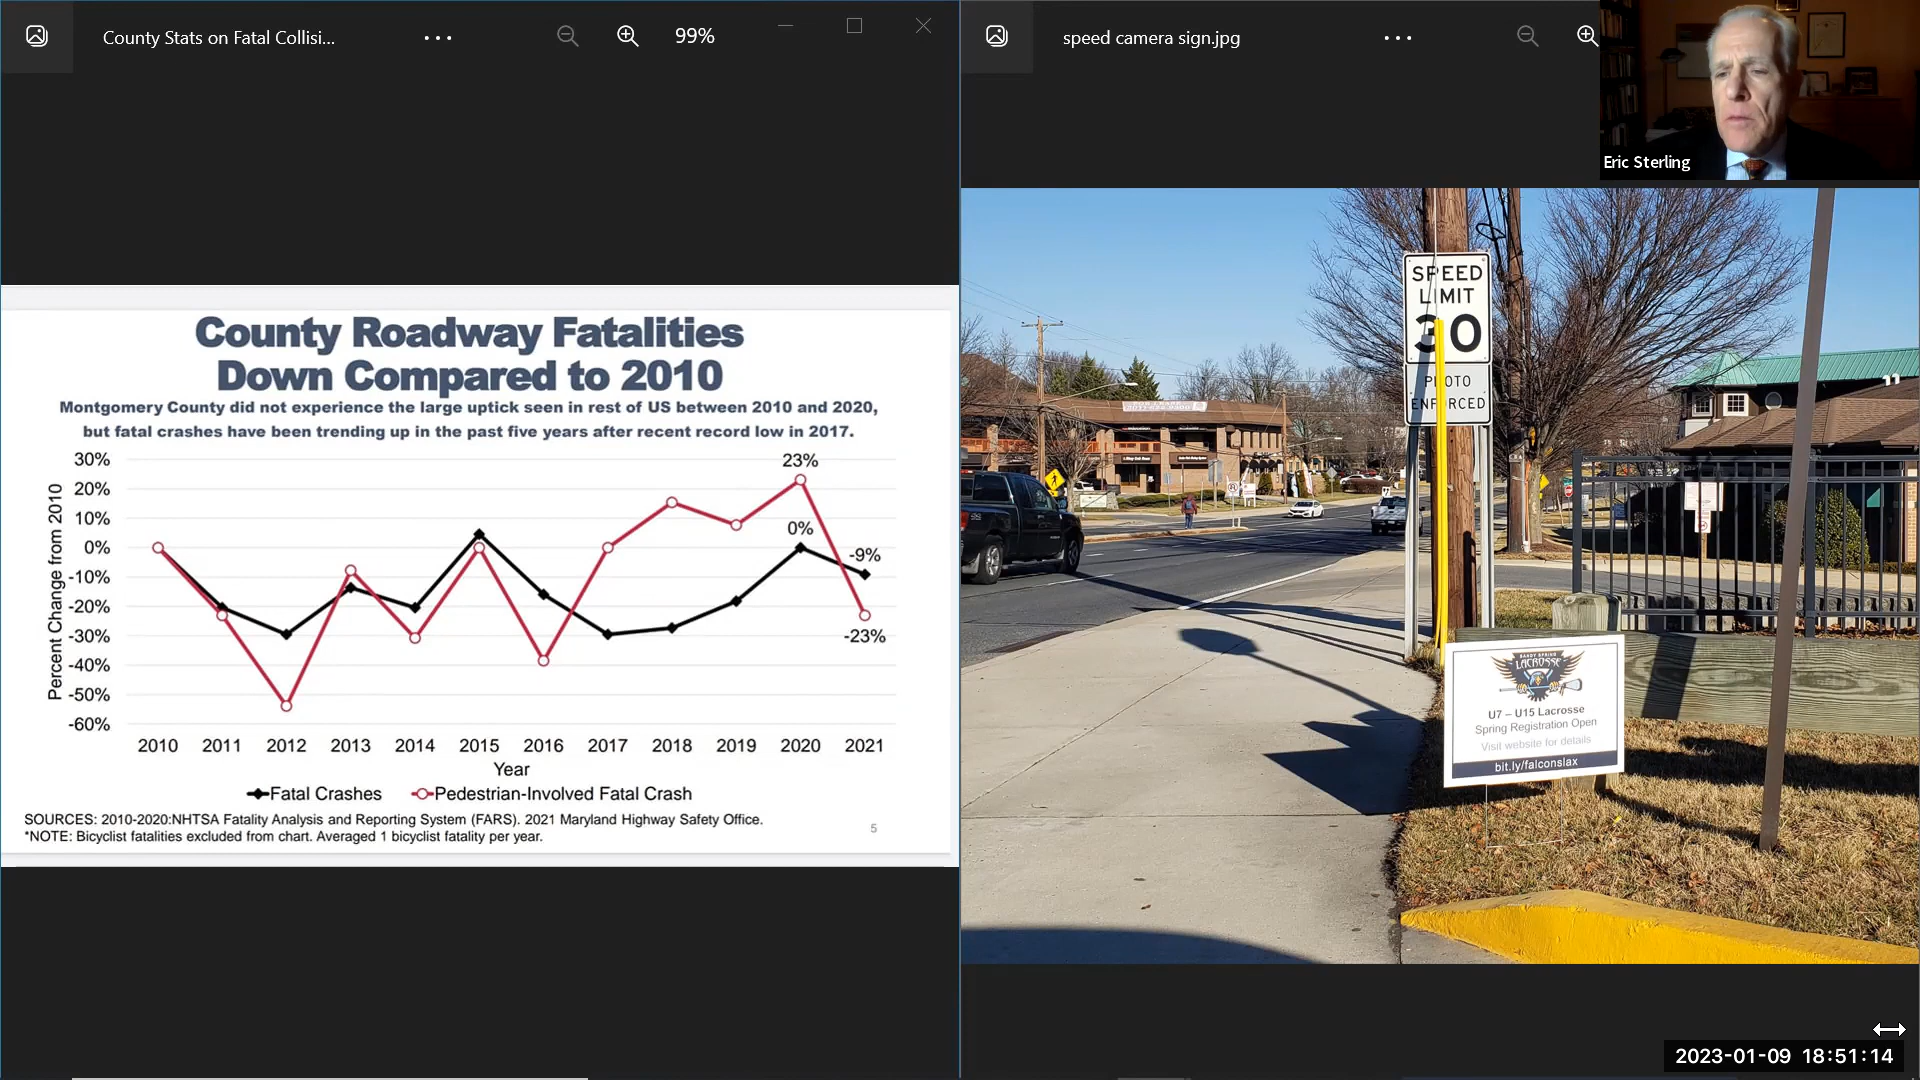 County Stats on Fatal Collisi...
99%
speed camera sign.jpg
Eric Sterling
County Roadway Fatalities
Down Compared to 2010
Montgomery County did not experience the large uptick seen in rest of US between 2010 and 2020,
but fatal crashes have been trending up in the past five years after recent record low in 2017.
Percent Change from 2010
30%
20%
10%
0%
-10%
-20%
-30%
-40%
-50%
-60%
23%
0%
-9%
-23%
2010 2011 2012 2013 2014 2015 2016 2017 2018 2019 2020 2021
Year
Fatal Crashes Pedestrian-Involved Fatal Crash
SOURCES: 2010-2020:NHTSA Fatality Analysis and Reporting System (FARS). 2021 Maryland Highway Safety Office.
*NOTE: Bicyclist fatalities excluded from chart. Averaged 1 bicyclist fatality per year.
5
SPEED
LIMIT
30
PHOTO
ENFORCED
SANDY SPRING
LACROSSE
U7 – U15 Lacrosse
Spring Registration Open
Visit website for details
bit.ly/falconslax
2023-01-09 18:51:14